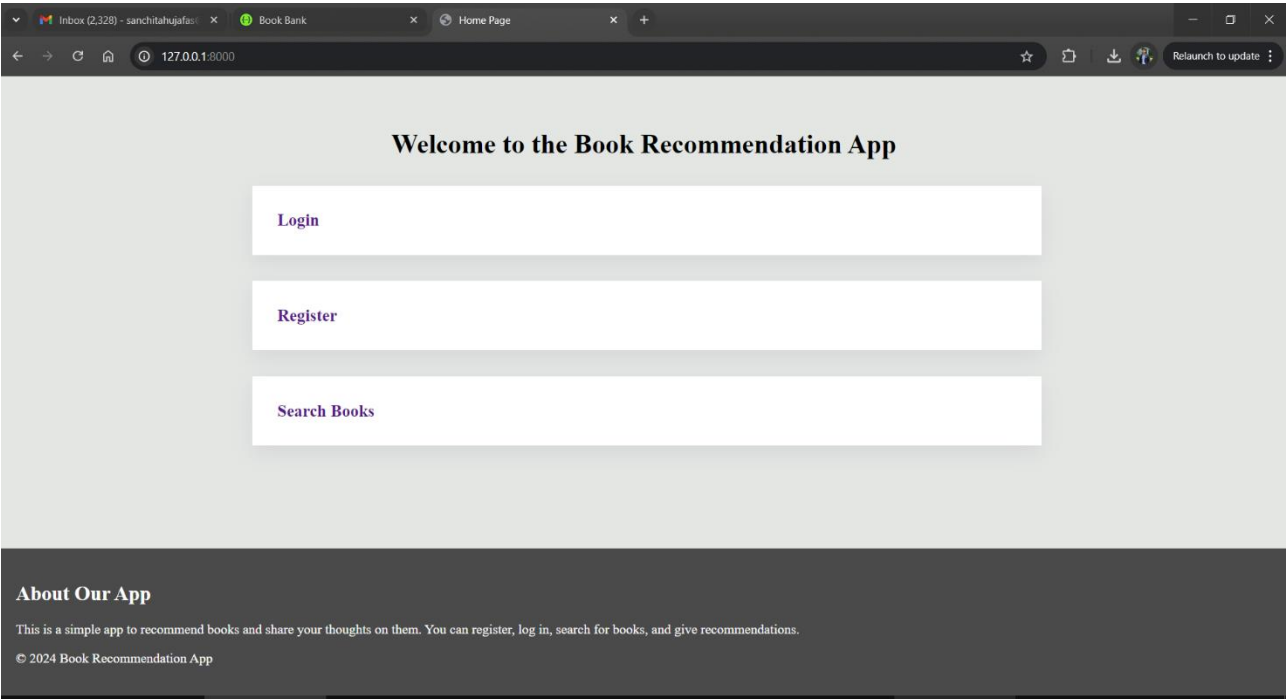 Inbox (2,328) - sanchitahujafas
Book Bank
Home Page
127.0.0.1:8000
Relaunch to update
Welcome to the Book Recommendation App
Login
Register
Search Books
About Our App
This is a simple app to recommend books and share your thoughts on them. You can register, log in, search for books, and give recommendations.
© 2024 Book Recommendation App